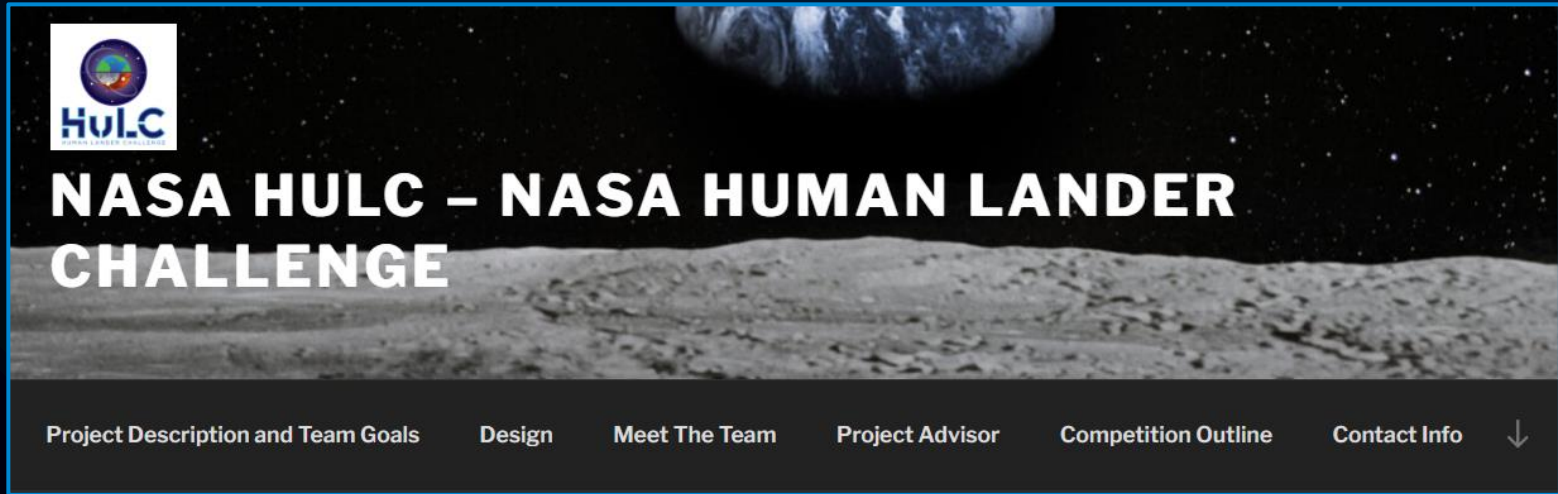 HuLC
HUMAN LANDER CHALLENGE
NASA HULC – NASA HUMAN LANDER
CHALLENGE
Project Description and Team Goals Design Meet The Team Project Advisor Competition Outline Contact Info